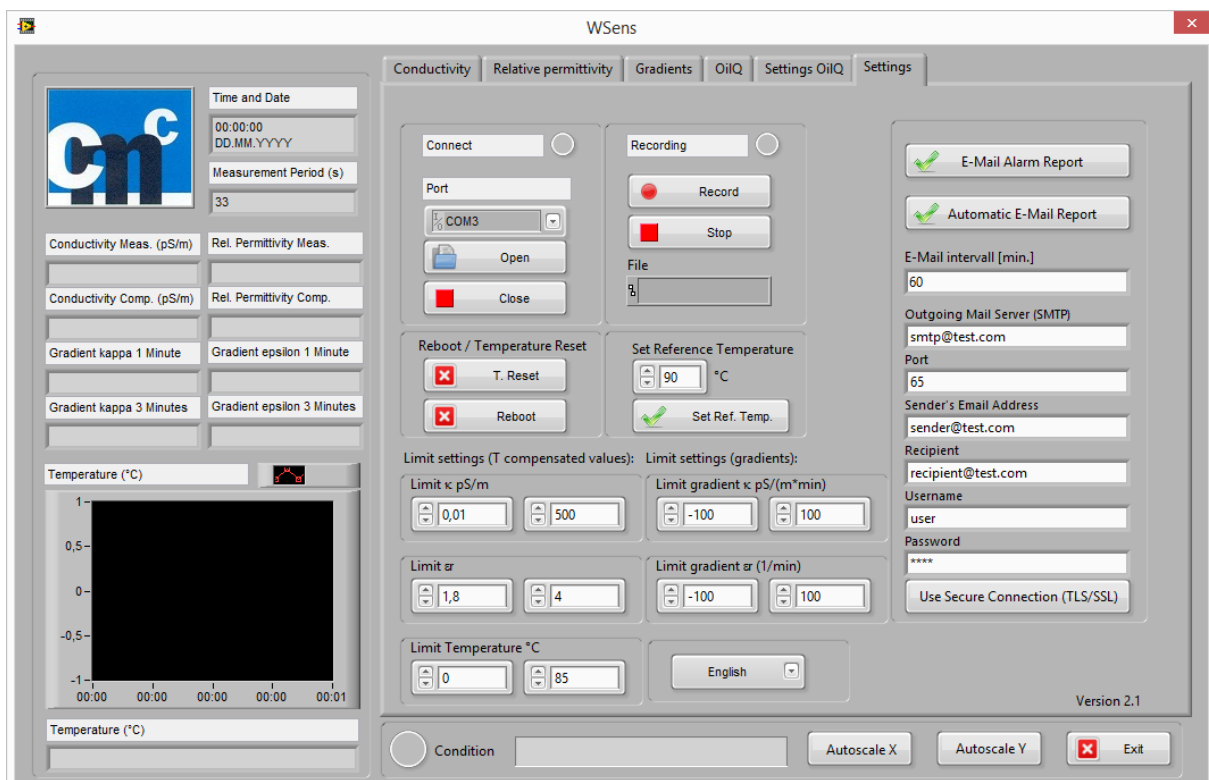 WSens
Conductivity
Relative permittivity
Gradients
OilQ
Settings OilQ
Settings
cmc
Time and Date
00:00:00
DD.MM.YYYY
Measurement Period (s)
33
Conductivity Meas. (pS/m)
Rel. Permittivity Meas.
Conductivity Comp. (pS/m)
Rel. Permittivity Comp.
Gradient kappa 1 Minute
Gradient epsilon 1 Minute
Gradient kappa 3 Minutes
Gradient epsilon 3 Minutes
Temperature (°C)
1
0,5
0
-0,5
-1
00:00
00:00
00:00
00:00
00:01
Temperature (°C)
Connect
Port
I/O COM3
Open
Close
Recording
Record
Stop
File
Reboot / Temperature Reset
T. Reset
Reboot
Set Reference Temperature
90 °C
Set Ref. Temp.
Limit settings (T compensated values):
Limit settings (gradients):
Limit κ pS/m
0,01
500
Limit gradient κ pS/(m*min)
-100
100
Limit εr
1,8
4
Limit gradient εr (1/min)
-100
100
Limit Temperature °C
0
85
English
E-Mail Alarm Report
Automatic E-Mail Report
E-Mail intervall [min.]
60
Outgoing Mail Server (SMTP)
smtp@test.com
Port
65
Sender's Email Address
sender@test.com
Recipient
recipient@test.com
Username
user
Password
****
Use Secure Connection (TLS/SSL)
Version 2.1
Condition
Autoscale X
Autoscale Y
Exit